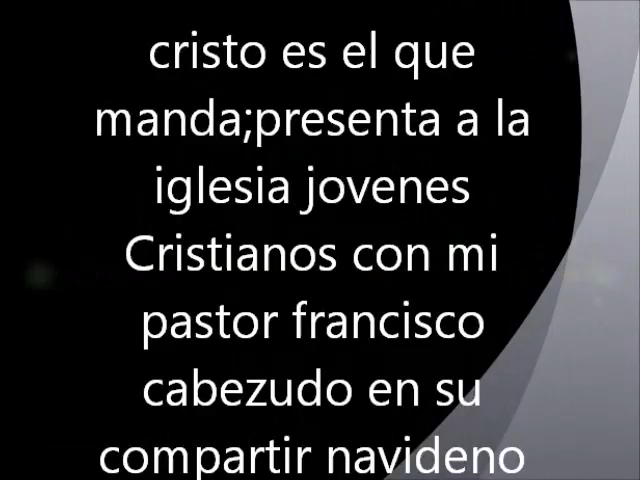 cristo es el que
manda;presenta a la
iglesia jovenes
Cristianos con mi
pastor francisco
cabezudo en su
compartir navideno